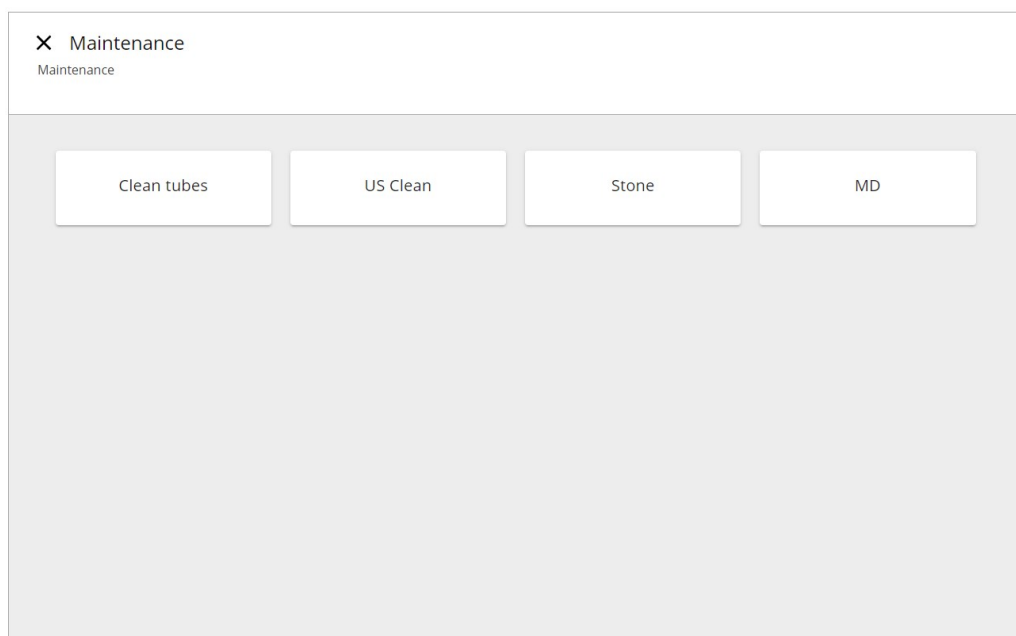 Maintenance
Maintenance
Clean tubes
US Clean
Stone
MD